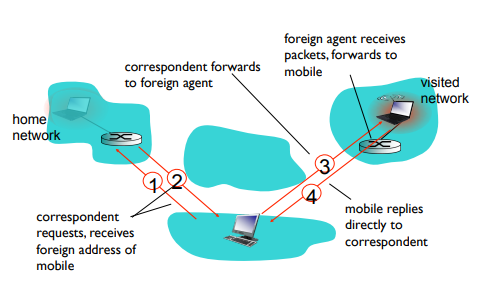 foreign agent receives
packets, forwards to
mobile
correspondent forwards
to foreign agent
visited
network
home
network
3
1
2
4
correspondent
requests, receives
foreign address of
mobile
mobile replies
directly to
correspondent